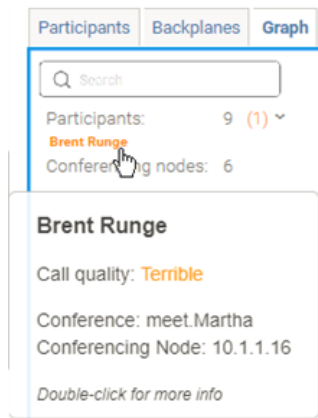 Participants Backplanes Graph
Search
Participants: 9 (1)
Brent Runge
Conferencing nodes: 6
Brent Runge
Call quality: Terrible
Conference: meet.Martha
Conferencing Node: 10.1.1.16
Double-click for more info